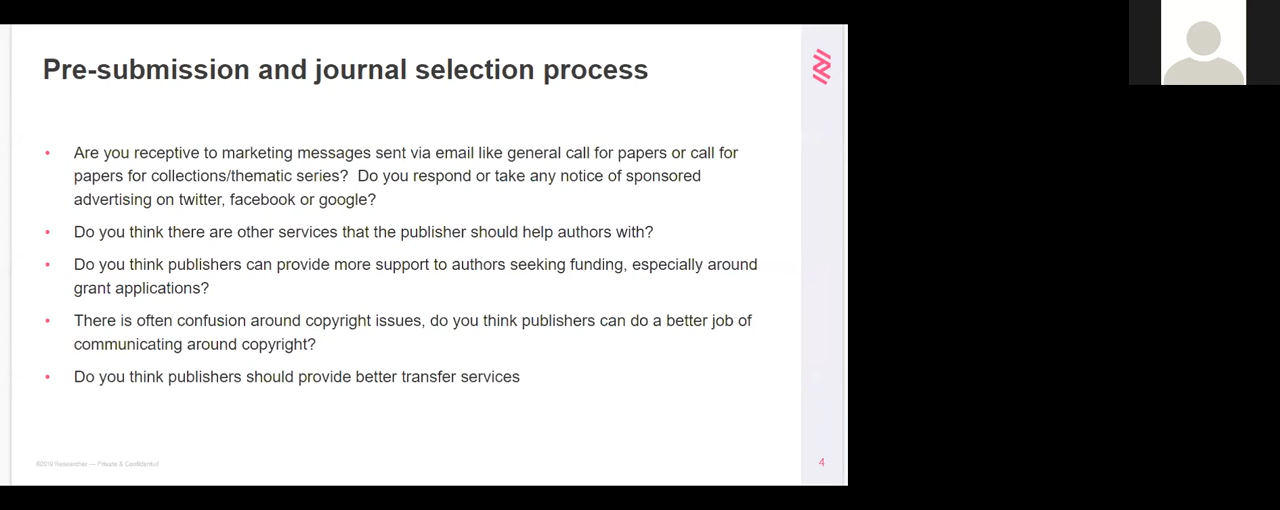 Pre-submission and journal selection process
• Are you receptive to marketing messages sent via email like general call for papers or call for
papers for collections/thematic series?  Do you respond or take any notice of sponsored
advertising on twitter, facebook or google?
• Do you think there are other services that the publisher should help authors with?
• Do you think publishers can provide more support to authors seeking funding, especially around
grant applications?
• There is often confusion around copyright issues, do you think publishers can do a better job of
communicating around copyright?
• Do you think publishers should provide better transfer services
©2019 Researcher — Private & Confidential
4